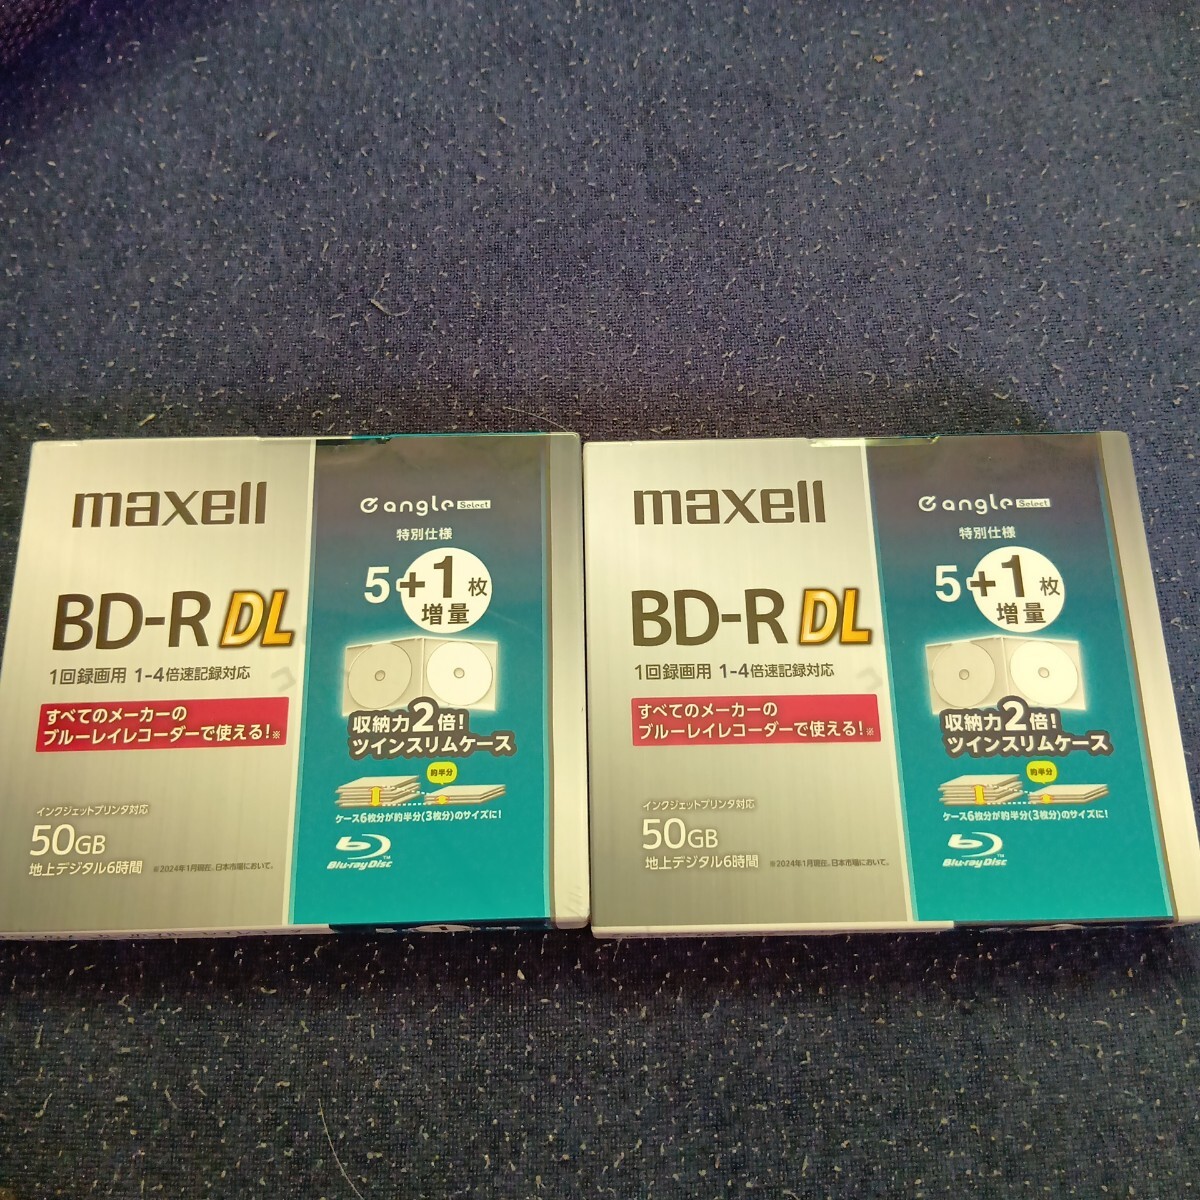 maxell
BD-R DL
1回録画用 1-4倍速記録対応
すべてのメーカーの
ブルーレイレコーダーで使える!※
インクジェットプリンタ対応
50GB
地上デジタル6時間
※2024年1月現在。日本市場において。
angle Select
特別仕様
5+1枚
増量
収納力2倍!
ツインスリムケース
約半分
ケース6枚分が約半分(3枚分)のサイズに!
Blu-ray Disc
TM
maxell
BD-R DL
1回録画用 1-4倍速記録対応
すべてのメーカーの
ブルーレイレコーダーで使える!※
インクジェットプリンタ対応
50GB
地上デジタル6時間
※2024年1月現在。日本市場において。
angle Select
特別仕様
5+1枚
増量
収納力2倍!
ツインスリムケース
約半分
ケース6枚分が約半分(3枚分)のサイズに!
Blu-ray Disc
TM